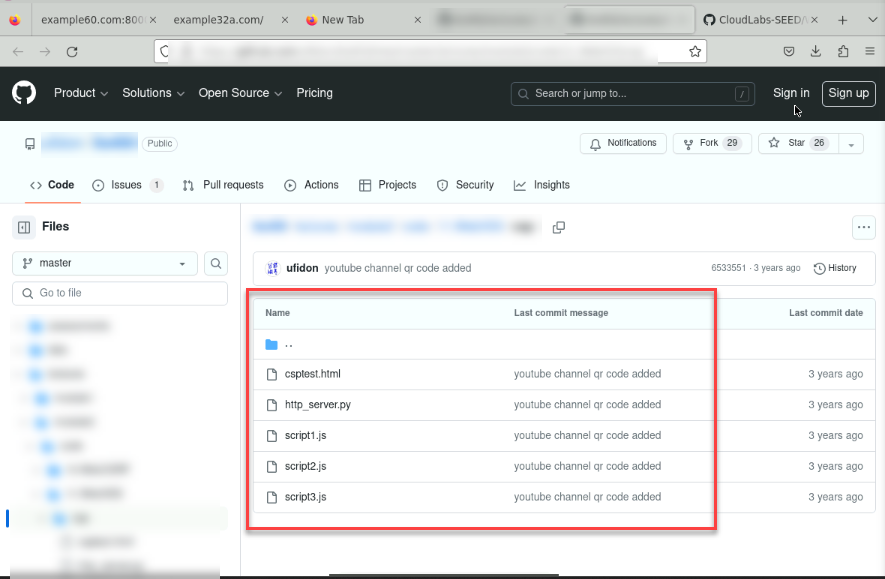 example60.com:800
example32a.com/
New Tab
CloudLabs-SEED/
Product
Solutions
Open Source
Pricing
Search or jump to...
/
Sign in
Sign up
Public
Notifications
Fork 29
Star 26
Code
Issues 1
Pull requests
Actions
Projects
Security
Insights
Files
master
Go to file
ufidon youtube channel qr code added
6533551 · 3 years ago
History
Name Last commit message Last commit date
..
csptest.html youtube channel qr code added 3 years ago
http_server.py youtube channel qr code added 3 years ago
script1.js youtube channel qr code added 3 years ago
script2.js youtube channel qr code added 3 years ago
script3.js youtube channel qr code added 3 years ago